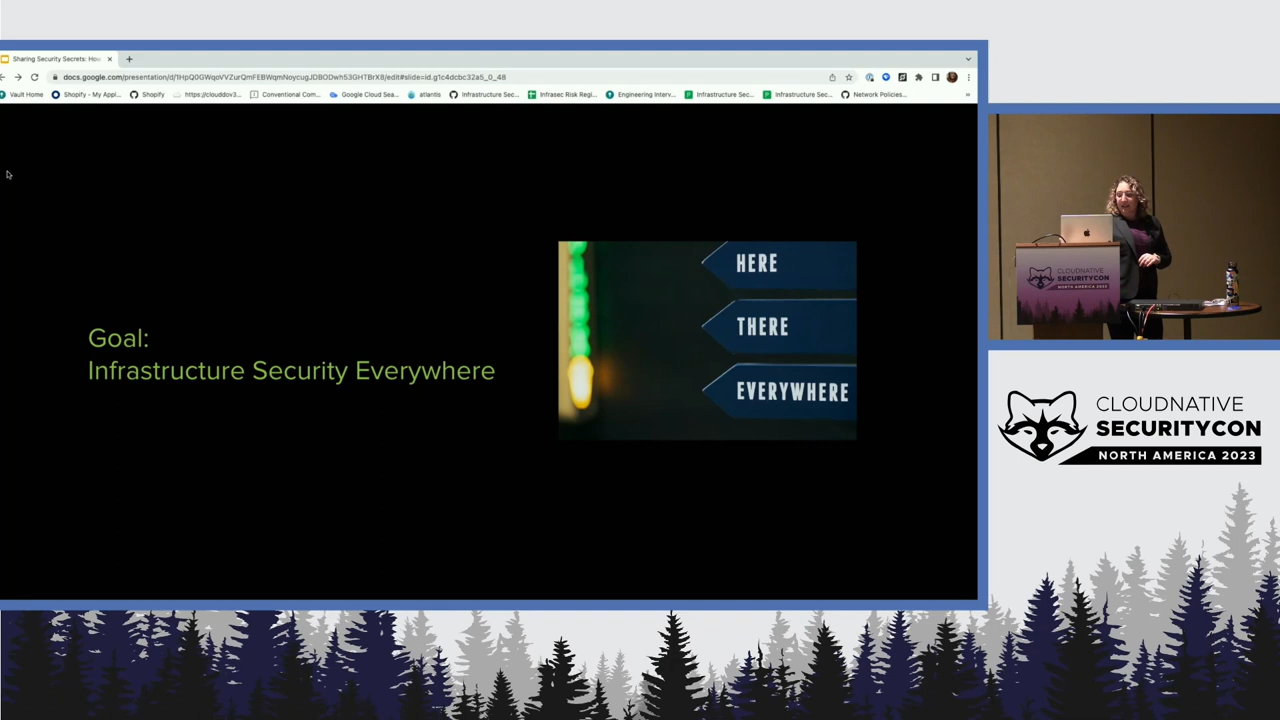 Sharing Security Secrets: How
docs.google.com/presentation/d/1HpQ0GWqoVVZurQmFEBWqmNoycugJDBODwh53GHTBrX8/edit#slide=id.g1c4dcbc32a5_0_48
Vault Home
Shopify - My Appl...
Shopify
https://clouddov3...
Conventional Com...
Google Cloud Sea...
atlantis
Infrastructure Sec...
Infrasec Risk Regi...
Engineering Interv...
Infrastructure Sec...
Infrastructure Sec...
Network Policies...
Goal:
Infrastructure Security Everywhere
HERE
THERE
EVERYWHERE
CLOUDNATIVE
SECURITYCON
NORTH AMERICA 2023
CLOUDNATIVE
SECURITYCON
NORTH AMERICA 2023